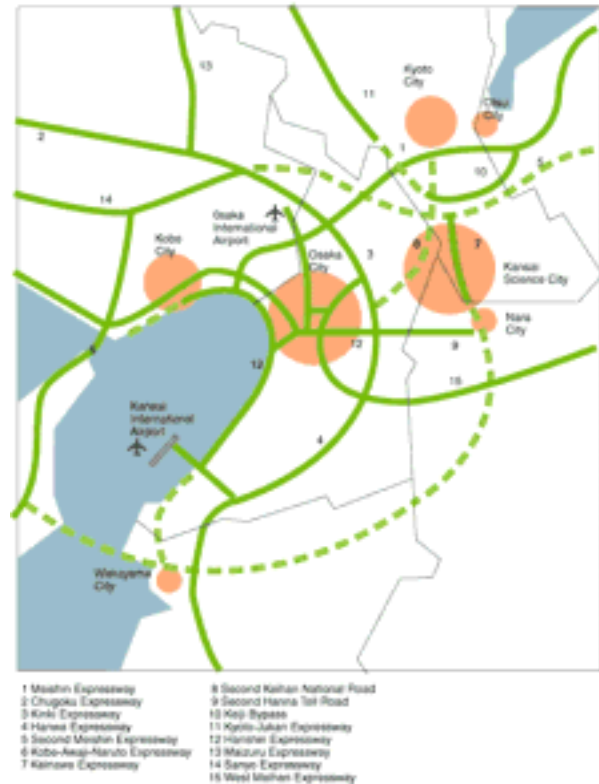 13
Kyoto
City
Otsu
City
11
2
1
5
10
14
Osaka
International
Airport
Kobe
City
Osaka
City
3
8
7
Kansai
Science City
Nara
City
12
9
6
12
15
Kansai
International
Airport
4
Wakayama
City
1 Meishin Expressway
2 Chugoku Expressway
3 Kinki Expressway
4 Hanwa Expressway
5 Second Meishin Expressway
6 Kobe-Awaji-Naruto Expressway
7 Keinawa Expressway
8 Second Keihan National Road
9 Second Hanna Toll Road
10 Keiji Bypass
11 Kyoto-Jukan Expressway
12 Hanshin Expressway
13 Maizuru Expressway
14 Sanyo Expressway
15 West Meihan Expressway